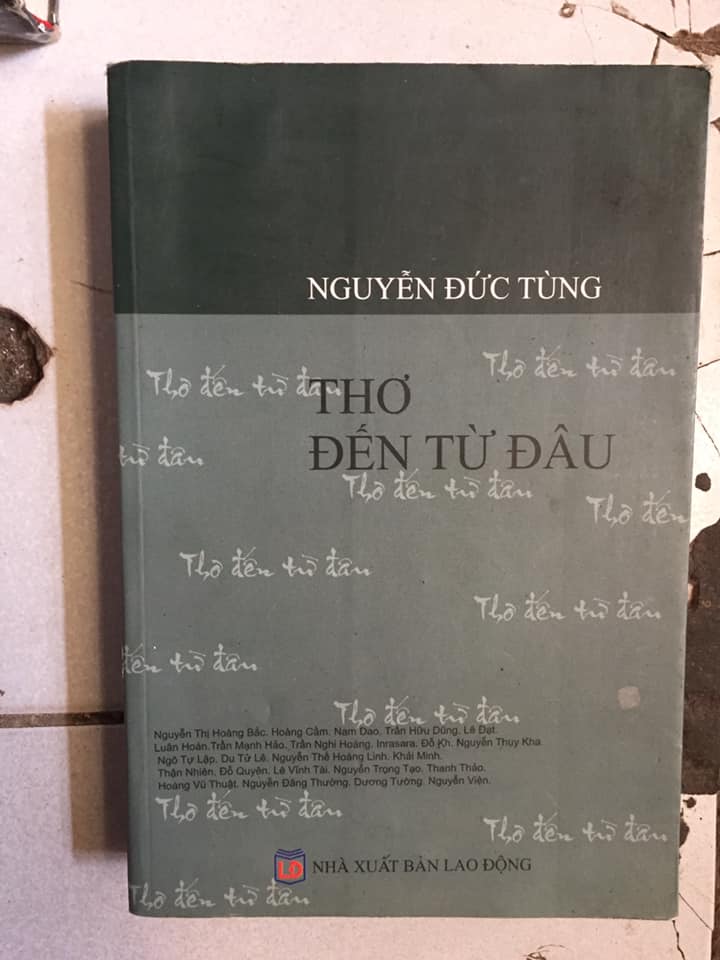 NGUYỄN ĐỨC TÙNG
Thơ đến từ đâu
Thơ đến từ đâu
THƠ
ĐẾN TỪ ĐÂU
từ đâu
Thơ đến từ đâu
Thơ đến
Thơ đến từ đâu
Thơ đến từ đâu
đến từ đâu
Thơ đến từ đâu
Nguyễn Thị Hoàng Bắc. Hoàng Cầm. Nam Dao. Trần Hữu Dũng. Lê Đạt.
Luân Hoán.Trần Mạnh Hảo. Trần Nghi Hoàng. Inrasara. Đỗ Kh. Nguyễn Thụy Kha.
Ngô Tự Lập. Du Tử Lê. Nguyễn Thế Hoàng Linh. Khải Minh.
Thận Nhiên. Đỗ Quyên. Lê Vĩnh Tài. Nguyễn Trọng Tạo. Thanh Thảo.
Hoàng Vũ Thuật. Nguyễn Đăng Thường. Dương Tường. Nguyễn Viện.
Thơ đến từ đâu
Thơ đến từ đâu
LĐ NHÀ XUẤT BẢN LAO ĐỘNG
Thơ đến từ đâu